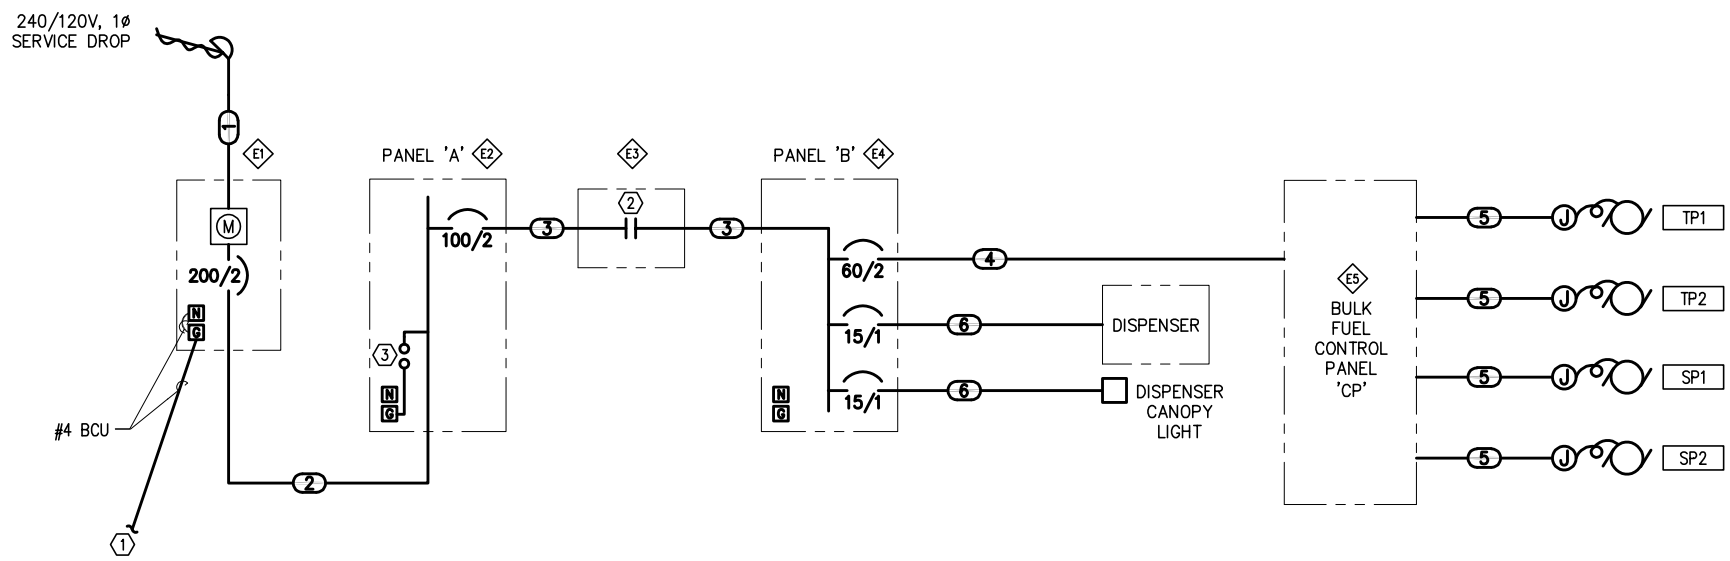 240/120V, 1ø
SERVICE DROP
1
E1
M
200/2
N
G
#4 BCU
1
2
PANEL 'A' E2
100/2
3
N
G
3
E3
2
3
PANEL 'B' E4
60/2
15/1
15/1
N
G
4
6
DISPENSER
6
DISPENSER
CANOPY
LIGHT
E5
BULK
FUEL
CONTROL
PANEL
'CP'
5 J TP1
5 J TP2
5 J SP1
5 J SP2